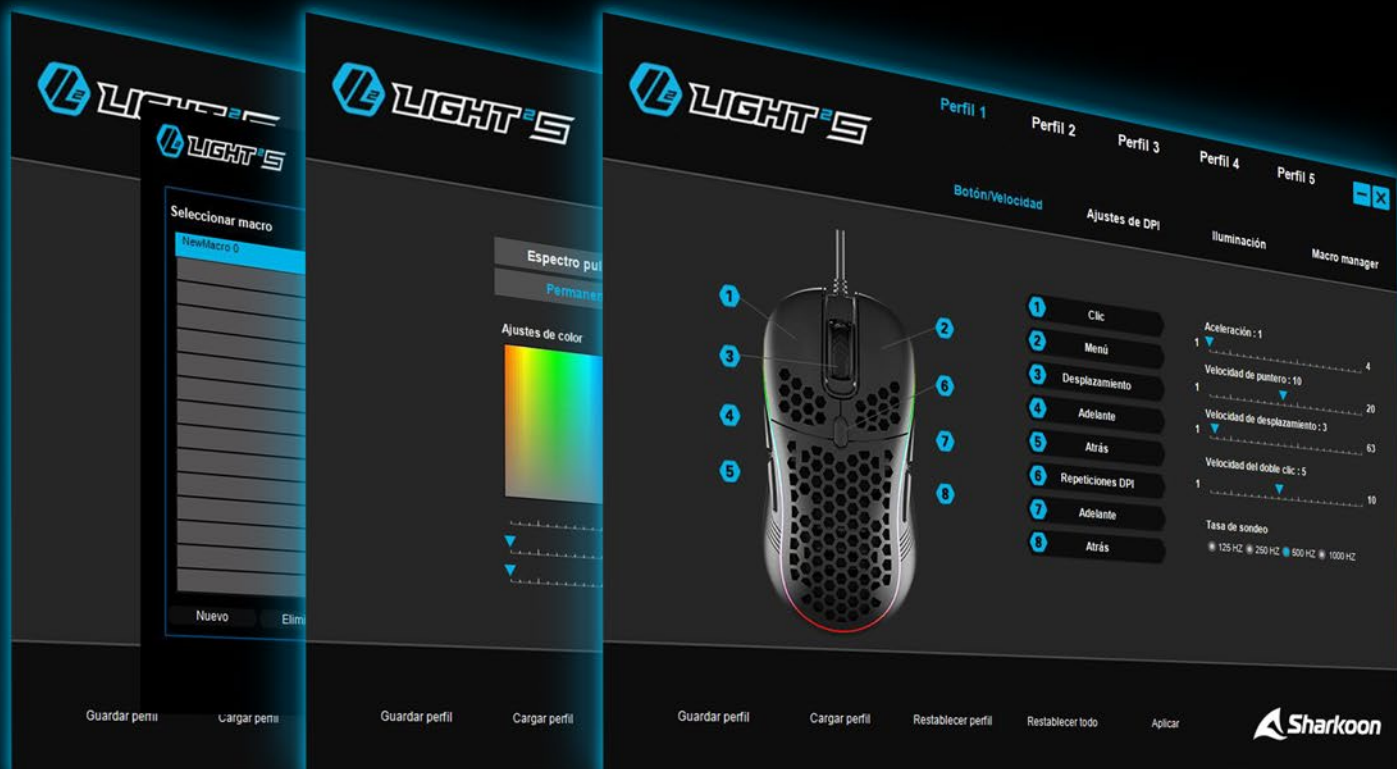 LIGHT²S
Seleccionar macro
NewMacro 0
Nuevo
Guardar perfil
Cargar perfil
LIGHT²S
Espectro
Ajustes de color
Guardar perfil
Cargar perfil
LIGHT²S
Perfil 1
Perfil 2
Perfil 3
Perfil 4
Perfil 5
Botón/Velocidad
Ajustes de DPI
Iluminación
Macro manager
1
2
3
4
5
6
7
8
1 Clic
2 Menú
3 Desplazamiento
4 Adelante
5 Atrás
6 Repeticiones DPI
7 Adelante
8 Atrás
Aceleración : 1
1 4
Velocidad de puntero : 10
1 20
Velocidad de desplazamiento : 3
1 63
Velocidad del doble clic : 5
1 10
Tasa de sondeo
125 HZ 250 HZ 500 HZ 1000 HZ
Guardar perfil
Cargar perfil
Restablecer perfil
Restablecer todo
Aplicar
Sharkoon